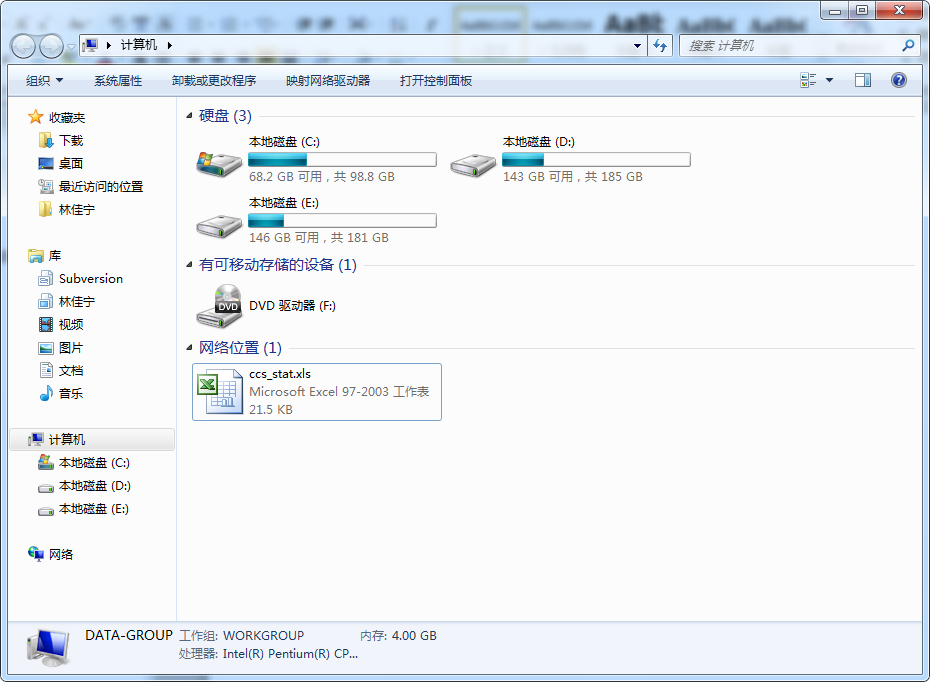 计算机
搜索 计算机
组织 系统属性 卸载或更改程序 映射网络驱动器 打开控制面板
收藏夹
下载
桌面
最近访问的位置
林佳宁
库
Subversion
林佳宁
视频
图片
文档
音乐
计算机
本地磁盘 (C:)
本地磁盘 (D:)
本地磁盘 (E:)
网络
硬盘 (3)
本地磁盘 (C:)
68.2 GB 可用，共 98.8 GB
本地磁盘 (D:)
143 GB 可用，共 185 GB
本地磁盘 (E:)
146 GB 可用，共 181 GB
有可移动存储的设备 (1)
DVD
DVD 驱动器 (F:)
网络位置 (1)
ccs_stat.xls
Microsoft Excel 97-2003 工作表
21.5 KB
DATA-GROUP 工作组: WORKGROUP 内存: 4.00 GB
处理器: Intel(R) Pentium(R) CP...